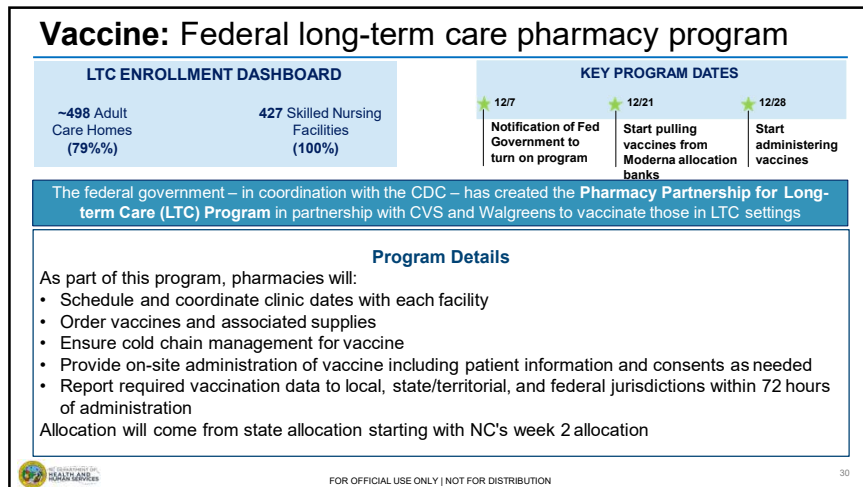 Vaccine: Federal long-term care pharmacy program
LTC ENROLLMENT DASHBOARD
~498 Adult
Care Homes
(79%%)
427 Skilled Nursing
Facilities
(100%)
KEY PROGRAM DATES
12/7
Notification of Fed
Government to
turn on program
12/21
Start pulling
vaccines from
Moderna allocation
banks
12/28
Start
administering
vaccines
The federal government – in coordination with the CDC – has created the Pharmacy Partnership for Long-
term Care (LTC) Program in partnership with CVS and Walgreens to vaccinate those in LTC settings
Program Details
As part of this program, pharmacies will:
• Schedule and coordinate clinic dates with each facility
• Order vaccines and associated supplies
• Ensure cold chain management for vaccine
• Provide on-site administration of vaccine including patient information and consents as needed
• Report required vaccination data to local, state/territorial, and federal jurisdictions within 72 hours
of administration
Allocation will come from state allocation starting with NC's week 2 allocation
NC DEPARTMENT OF
HEALTH AND
HUMAN SERVICES
FOR OFFICIAL USE ONLY | NOT FOR DISTRIBUTION
30